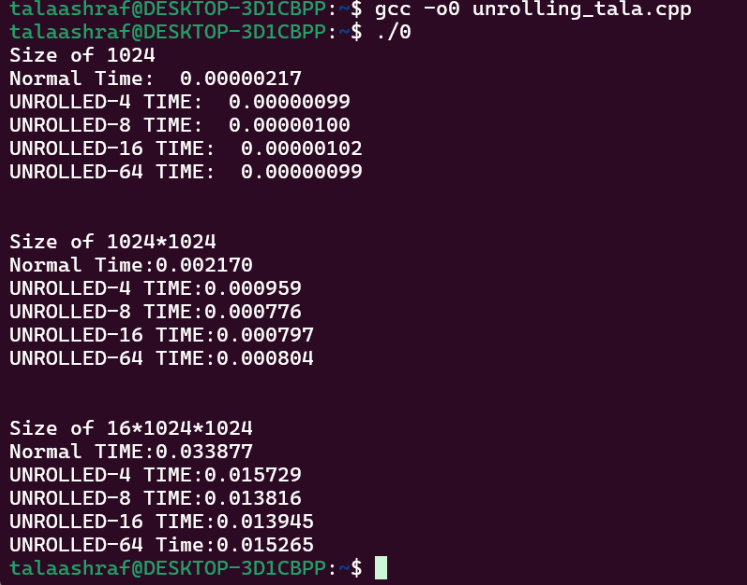 talaashraf@DESKTOP-3D1CBPP:~$ gcc -o0 unrolling_tala.cpp
talaashraf@DESKTOP-3D1CBPP:~$ ./0
Size of 1024
Normal Time:  0.00000217
UNROLLED-4 TIME:  0.00000099
UNROLLED-8 TIME:  0.00000100
UNROLLED-16 TIME:  0.00000102
UNROLLED-64 TIME:  0.00000099
Size of 1024*1024
Normal Time:0.002170
UNROLLED-4 TIME:0.000959
UNROLLED-8 TIME:0.000776
UNROLLED-16 TIME:0.000797
UNROLLED-64 TIME:0.000804
Size of 16*1024*1024
Normal TIME:0.033877
UNROLLED-4 TIME:0.015729
UNROLLED-8 TIME:0.013816
UNROLLED-16 TIME:0.013945
UNROLLED-64 Time:0.015265
talaashraf@DESKTOP-3D1CBPP:~$